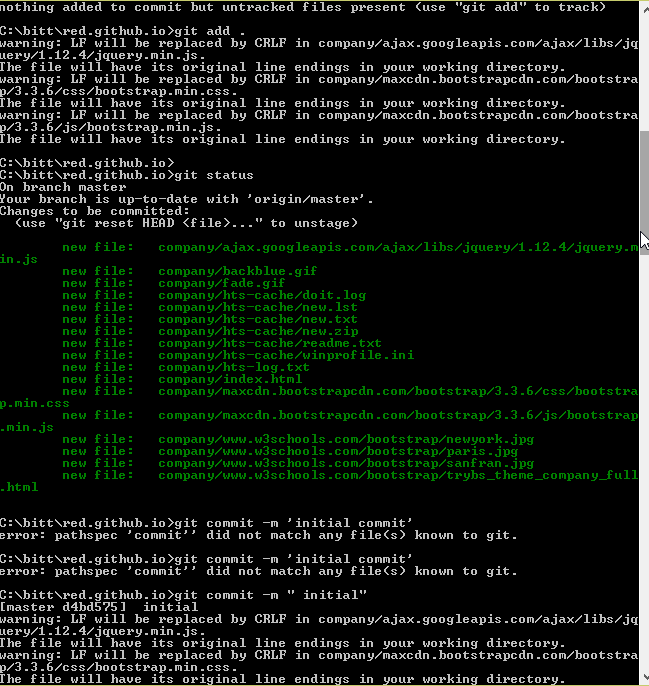 nothing added to commit but untracked files present (use "git add" to track)
C:\bitt\red.github.io>git add .
warning: LF will be replaced by CRLF in company/ajax.googleapis.com/ajax/libs/jq
uery/1.12.4/jquery.min.js.
The file will have its original line endings in your working directory.
warning: LF will be replaced by CRLF in company/maxcdn.bootstrapcdn.com/bootstra
p/3.3.6/css/bootstrap.min.css.
The file will have its original line endings in your working directory.
warning: LF will be replaced by CRLF in company/maxcdn.bootstrapcdn.com/bootstra
p/3.3.6/js/bootstrap.min.js.
The file will have its original line endings in your working directory.
C:\bitt\red.github.io>
C:\bitt\red.github.io>git status
On branch master
Your branch is up-to-date with 'origin/master'.
Changes to be committed:
  (use "git reset HEAD <file>..." to unstage)
        new file:   company/ajax.googleapis.com/ajax/libs/jquery/1.12.4/jquery.m
in.js
        new file:   company/backblue.gif
        new file:   company/fade.gif
        new file:   company/hts-cache/doit.log
        new file:   company/hts-cache/new.lst
        new file:   company/hts-cache/new.txt
        new file:   company/hts-cache/new.zip
        new file:   company/hts-cache/readme.txt
        new file:   company/hts-cache/winprofile.ini
        new file:   company/hts-log.txt
        new file:   company/index.html
        new file:   company/maxcdn.bootstrapcdn.com/bootstrap/3.3.6/css/bootstra
p.min.css
        new file:   company/maxcdn.bootstrapcdn.com/bootstrap/3.3.6/js/bootstrap
.min.js
        new file:   company/www.w3schools.com/bootstrap/newyork.jpg
        new file:   company/www.w3schools.com/bootstrap/paris.jpg
        new file:   company/www.w3schools.com/bootstrap/sanfran.jpg
        new file:   company/www.w3schools.com/bootstrap/trybs_theme_company_full
.html
C:\bitt\red.github.io>git commit -m 'initial commit'
error: pathspec 'commit'' did not match any file(s) known to git.
C:\bitt\red.github.io>git commit -m 'initial commit'
error: pathspec 'commit'' did not match any file(s) known to git.
C:\bitt\red.github.io>git commit -m " initial"
[master d4bd575]  initial
warning: LF will be replaced by CRLF in company/ajax.googleapis.com/ajax/libs/jq
uery/1.12.4/jquery.min.js.
The file will have its original line endings in your working directory.
warning: LF will be replaced by CRLF in company/maxcdn.bootstrapcdn.com/bootstra
p/3.3.6/css/bootstrap.min.css.
The file will have its original line endings in your working directory.